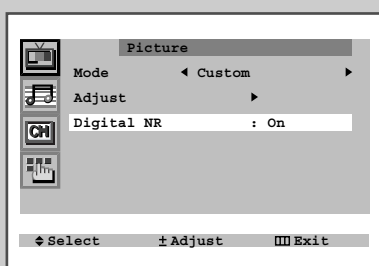 Picture
Mode ◀ Custom ▶
Adjust ▶
Digital NR : On
CH
Select ± Adjust Exit